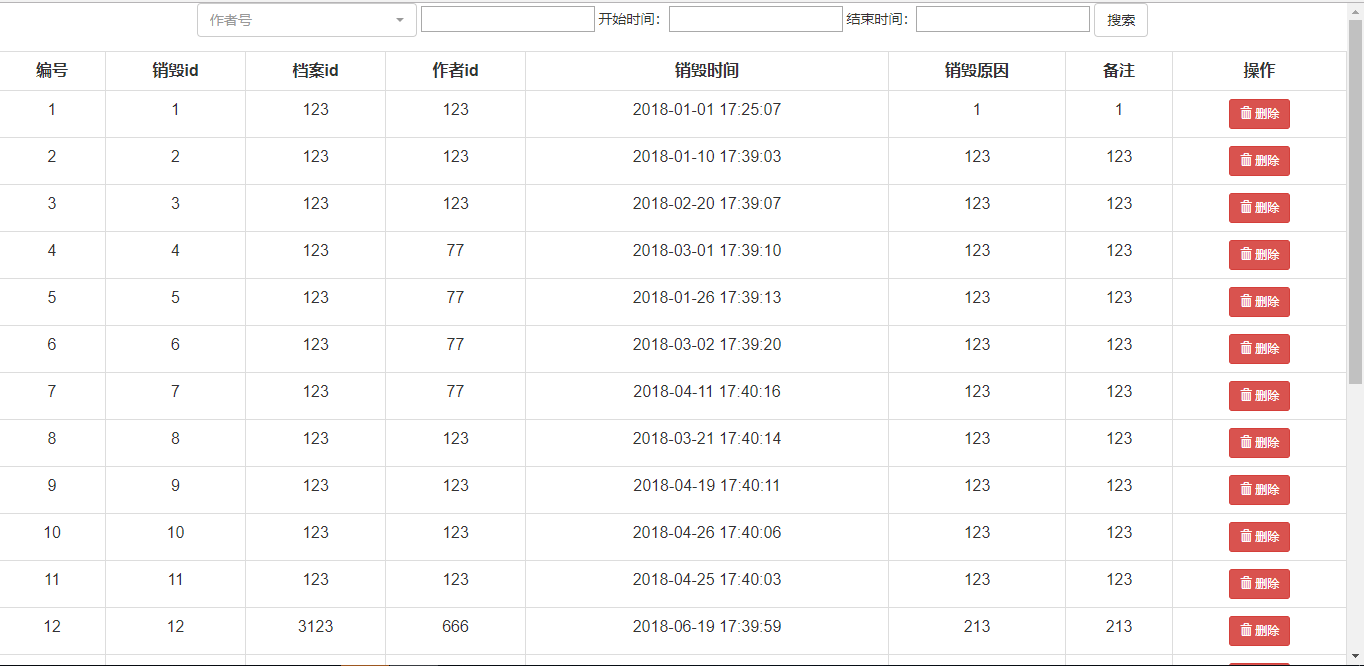 作者号 开始时间: 结束时间: 搜索
编号 销毁id 档案id 作者id 销毁时间 销毁原因 备注 操作
1 1 123 123 2018-01-01 17:25:07 1 1 删除
2 2 123 123 2018-01-10 17:39:03 123 123 删除
3 3 123 123 2018-02-20 17:39:07 123 123 删除
4 4 123 77 2018-03-01 17:39:10 123 123 删除
5 5 123 77 2018-01-26 17:39:13 123 123 删除
6 6 123 77 2018-03-02 17:39:20 123 123 删除
7 7 123 77 2018-04-11 17:40:16 123 123 删除
8 8 123 123 2018-03-21 17:40:14 123 123 删除
9 9 123 123 2018-04-19 17:40:11 123 123 删除
10 10 123 123 2018-04-26 17:40:06 123 123 删除
11 11 123 123 2018-04-25 17:40:03 123 123 删除
12 12 3123 666 2018-06-19 17:39:59 213 213 删除